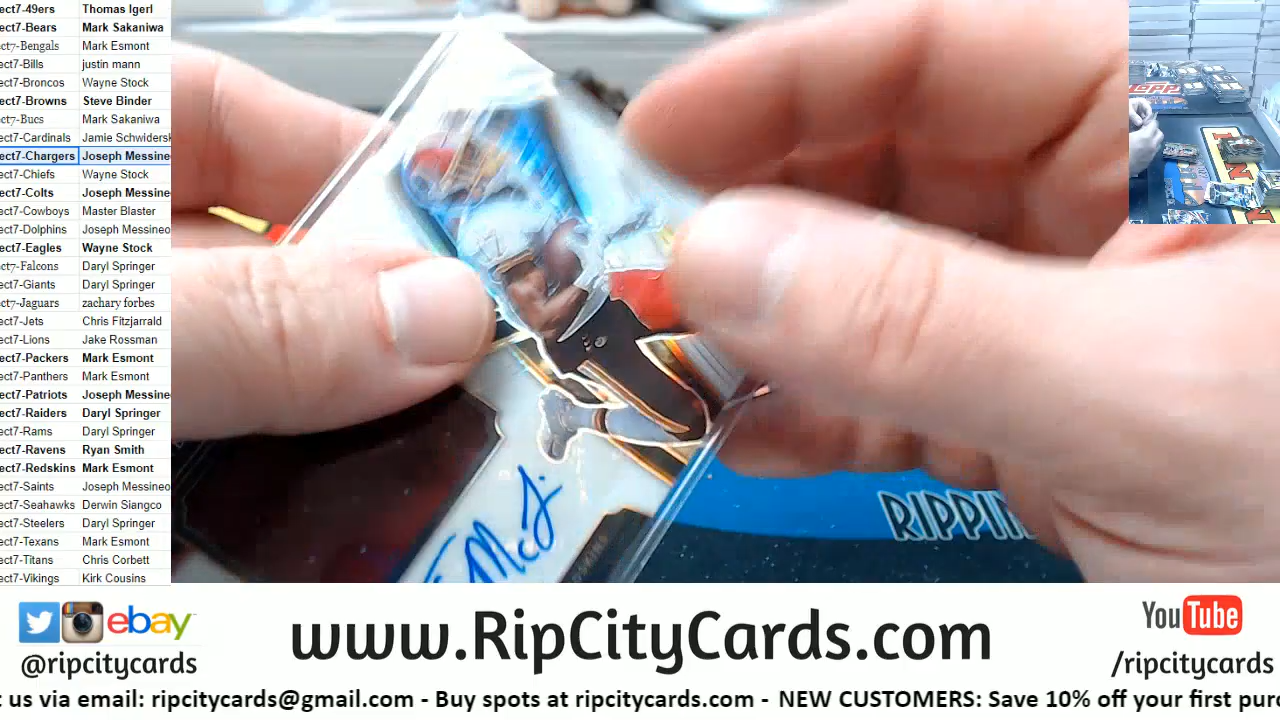 ect7-49ers Thomas Igerl
ect7-Bears Mark Sakaniwa
ect7-Bengals Mark Esmont
ect7-Bills justin mann
ect7-Broncos Wayne Stock
ect7-Browns Steve Binder
ect7-Bucs Mark Sakaniwa
ect7-Cardinals Jamie Schwidersk
ect7-Chargers Joseph Messineo
ect7-Chiefs Wayne Stock
ect7-Colts Joseph Messineo
ect7-Cowboys Master Blaster
ect7-Dolphins Joseph Messineo
ect7-Eagles Wayne Stock
ect7-Falcons Daryl Springer
ect7-Giants Daryl Springer
ect7-Jaguars zachary forbes
ect7-Jets Chris Fitzjarrald
ect7-Lions Jake Rossman
ect7-Packers Mark Esmont
ect7-Panthers Mark Esmont
ect7-Patriots Joseph Messineo
ect7-Raiders Daryl Springer
ect7-Rams Daryl Springer
ect7-Ravens Ryan Smith
ect7-Redskins Mark Esmont
ect7-Saints Joseph Messineo
ect7-Seahawks Derwin Siangco
ect7-Steelers Daryl Springer
ect7-Texans Mark Esmont
ect7-Titans Chris Corbett
ect7-Vikings Kirk Cousins
RIPPIN
ebay
@ripcitycards
www.RipCityCards.com
YouTube
/ripcitycards
t us via email: ripcitycards@gmail.com - Buy spots at ripcitycards.com - NEW CUSTOMERS: Save 10% off your first pur